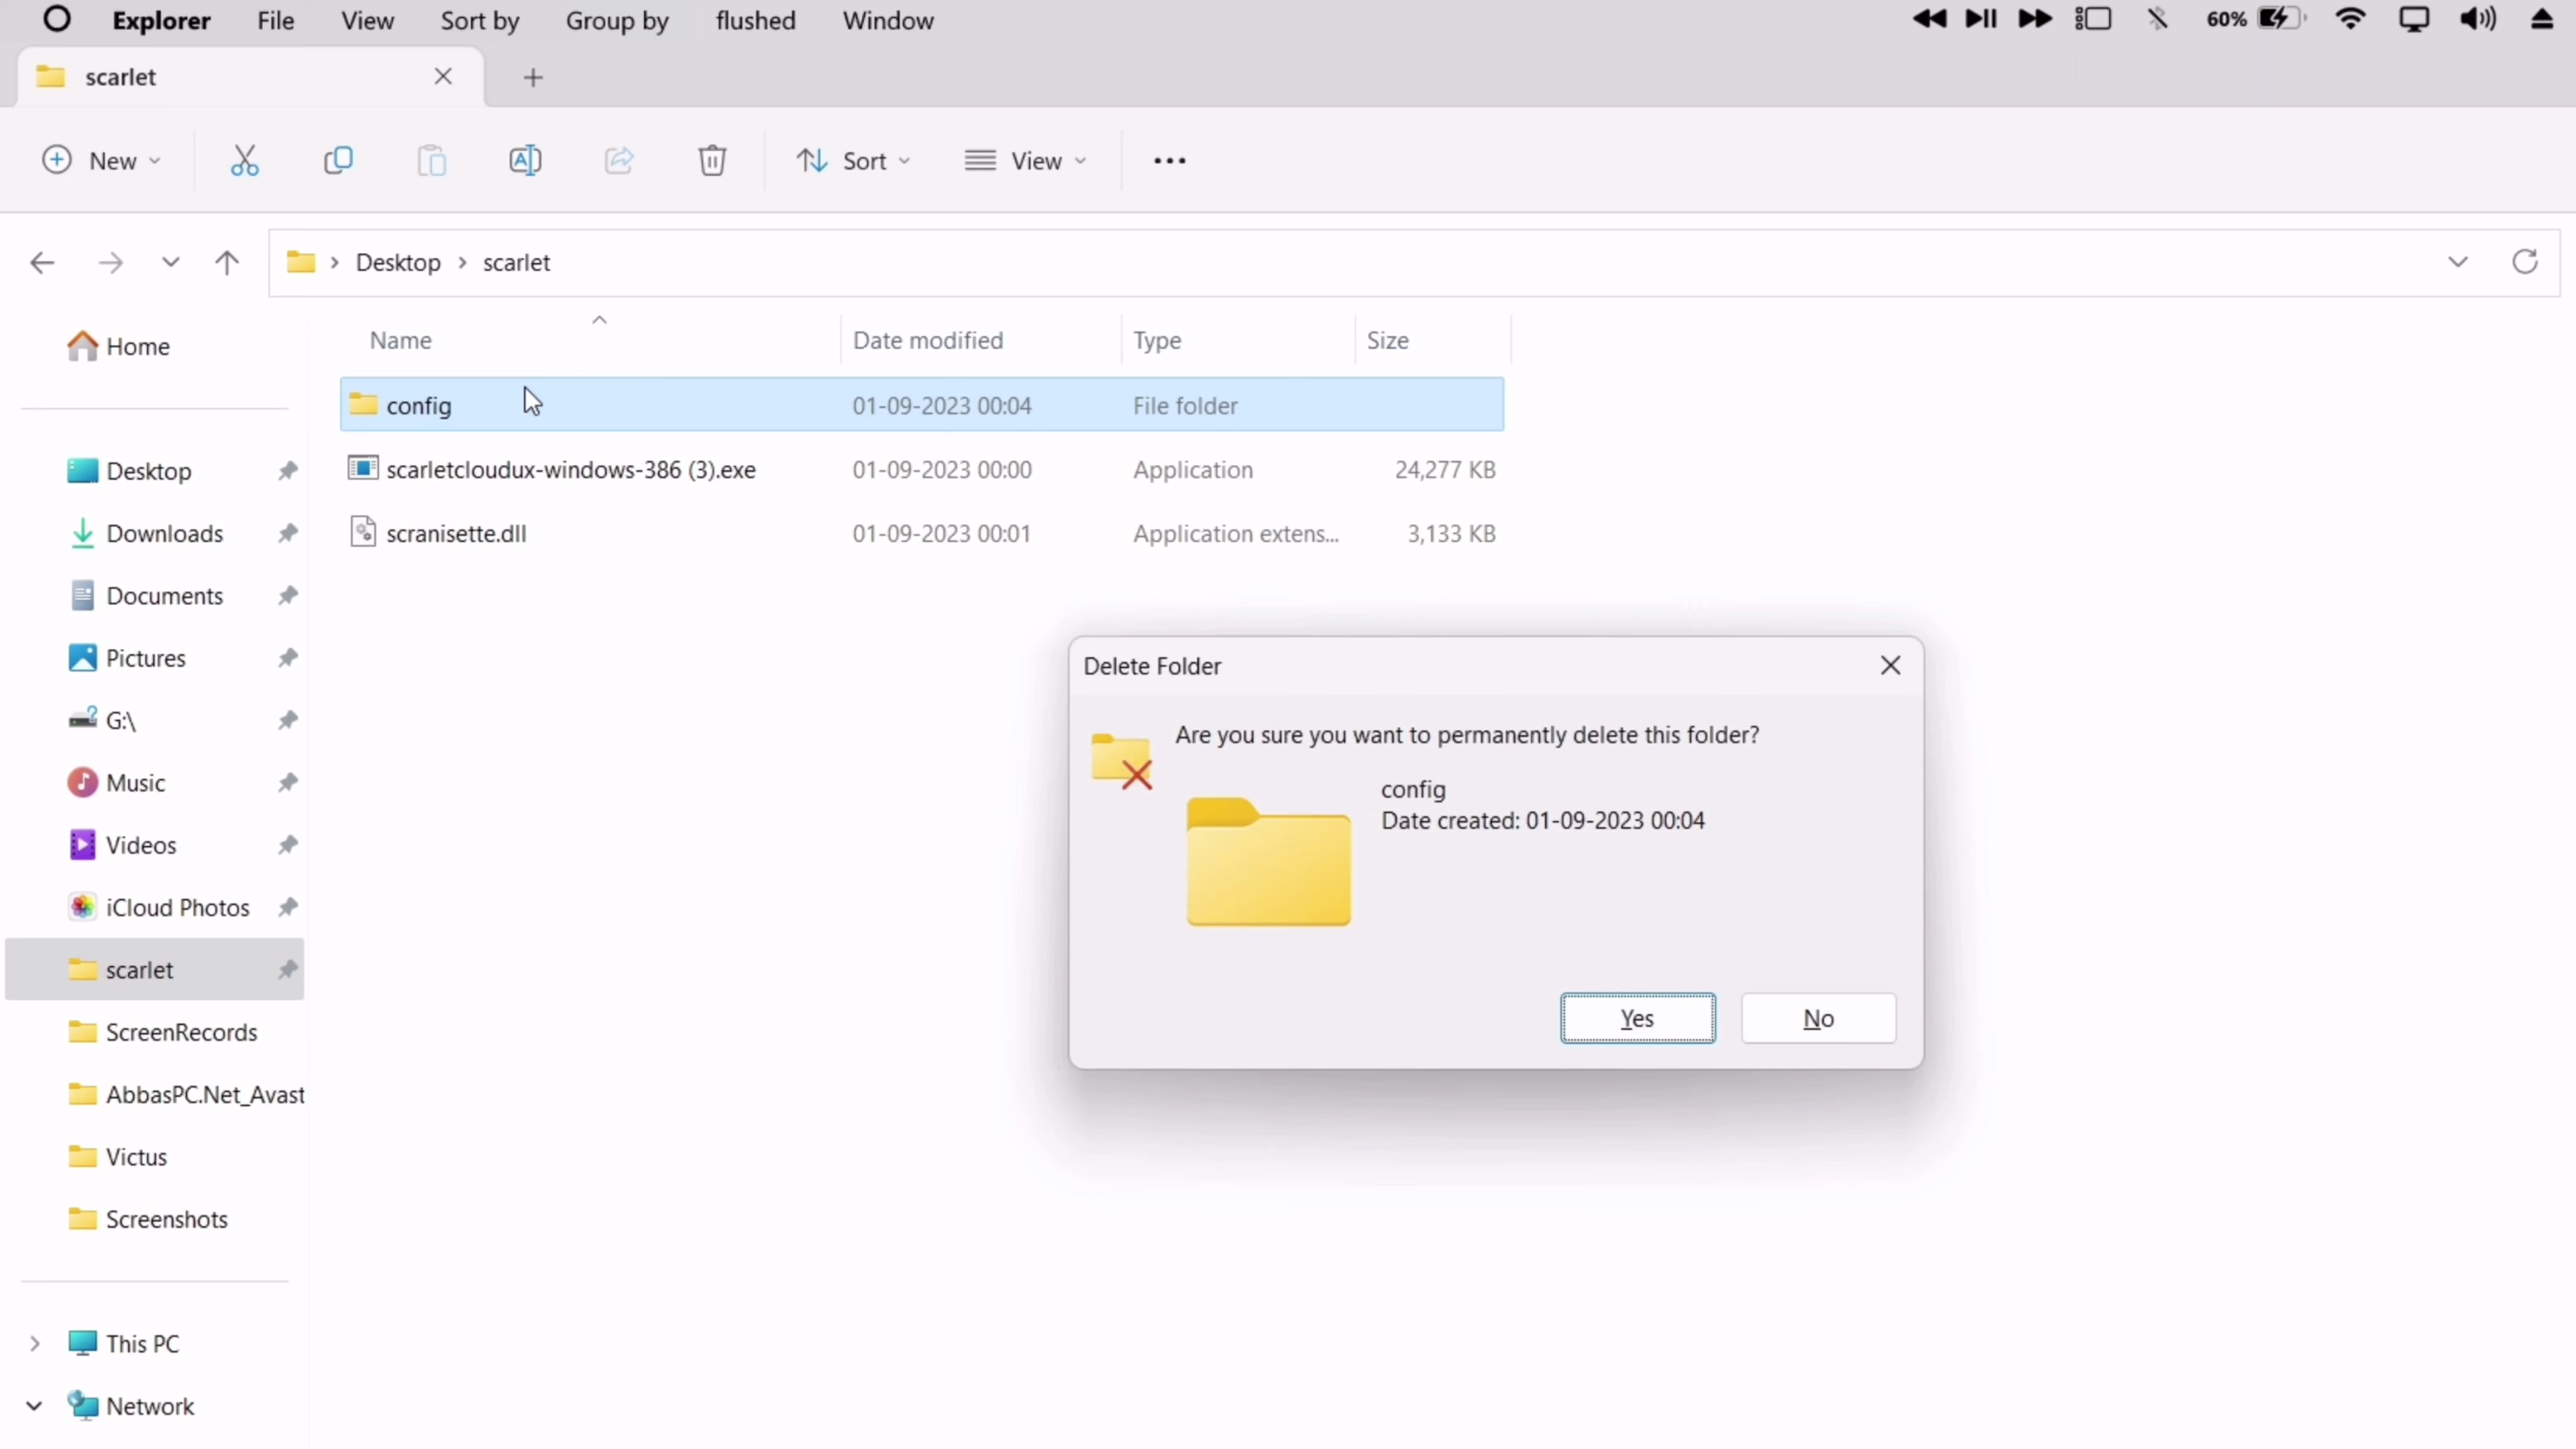 Explorer File View Sort by Group by flushed Window 60%
scarlet
New Sort View
Desktop scarlet
Name Date modified Type Size
Home
config 01-09-2023 00:04 File folder
scarletcloudux-windows-386 (3).exe 01-09-2023 00:00 Application 24,277 KB
scranisette.dll 01-09-2023 00:01 Application extens... 3,133 KB
Desktop
Downloads
Documents
Pictures
G:\
Music
Videos
iCloud Photos
scarlet
ScreenRecords
AbbasPC.Net_Avast
Victus
Screenshots
This PC
Network
Delete Folder
Are you sure you want to permanently delete this folder?
config
Date created: 01-09-2023 00:04
Yes No